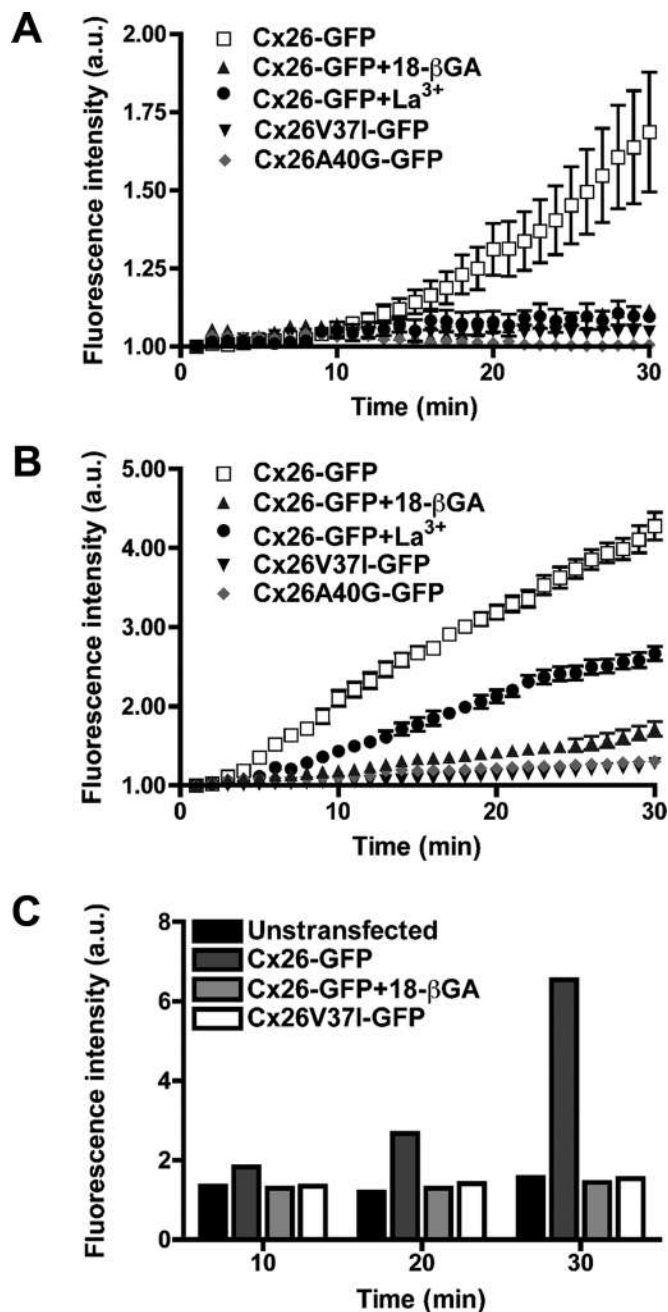 A
Fluorescence intensity (a.u.)
2.00
1.75
1.50
1.25
1.00
Cx26-GFP
Cx26-GFP+18-βGA
Cx26-GFP+La³⁺
Cx26V37I-GFP
Cx26A40G-GFP
0 10 20 30
Time (min)
B
Fluorescence intensity (a.u.)
5.00
4.00
3.00
2.00
1.00
Cx26-GFP
Cx26-GFP+18-βGA
Cx26-GFP+La³⁺
Cx26V37I-GFP
Cx26A40G-GFP
0 10 20 30
Time (min)
C
Fluorescence intensity (a.u.)
8
6
4
2
0
Unstransfected
Cx26-GFP
Cx26-GFP+18-βGA
Cx26V37I-GFP
10 20 30
Time (min)